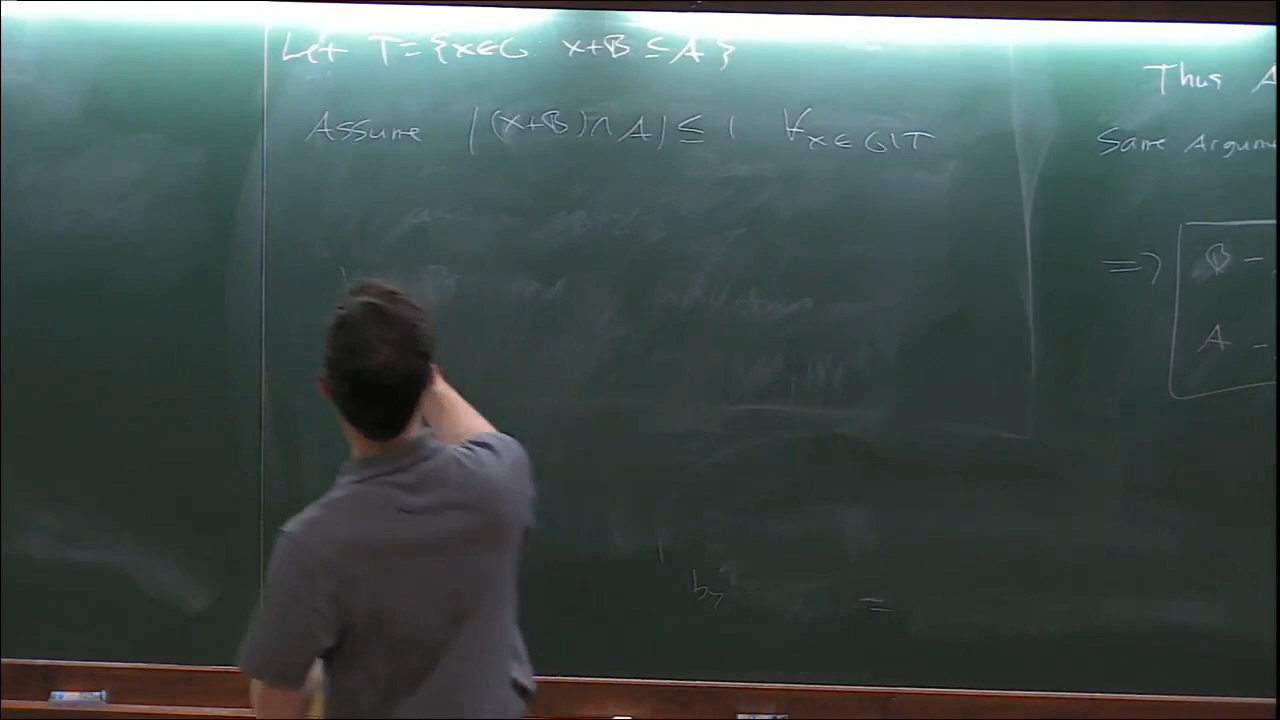 Let T = {x∈G: x+B ⊆ A}
Assume |(x+B)∩A| ≤ 1 ∀x∈G\T
by
=
Thus A
Same Argume
⇒ B -
A -